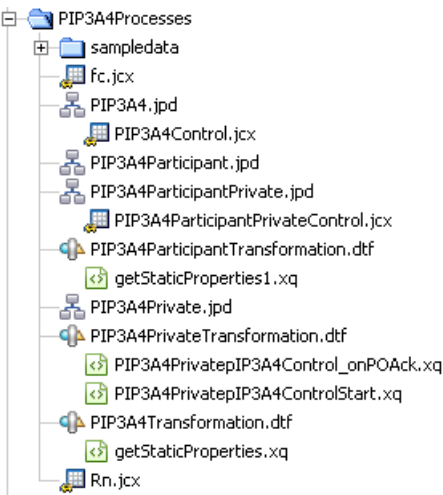 PIP3A4Processes
sampledata
fc.jcx
PIP3A4.jpd
PIP3A4Control.jcx
PIP3A4Participant.jpd
PIP3A4ParticipantPrivate.jpd
PIP3A4ParticipantPrivateControl.jcx
PIP3A4ParticipantTransformation.dtf
getStaticProperties1.xq
PIP3A4Private.jpd
PIP3A4PrivateTransformation.dtf
PIP3A4PrivatepIP3A4Control_onPOAck.xq
PIP3A4PrivatepIP3A4ControlStart.xq
PIP3A4Transformation.dtf
getStaticProperties.xq
Rn.jcx